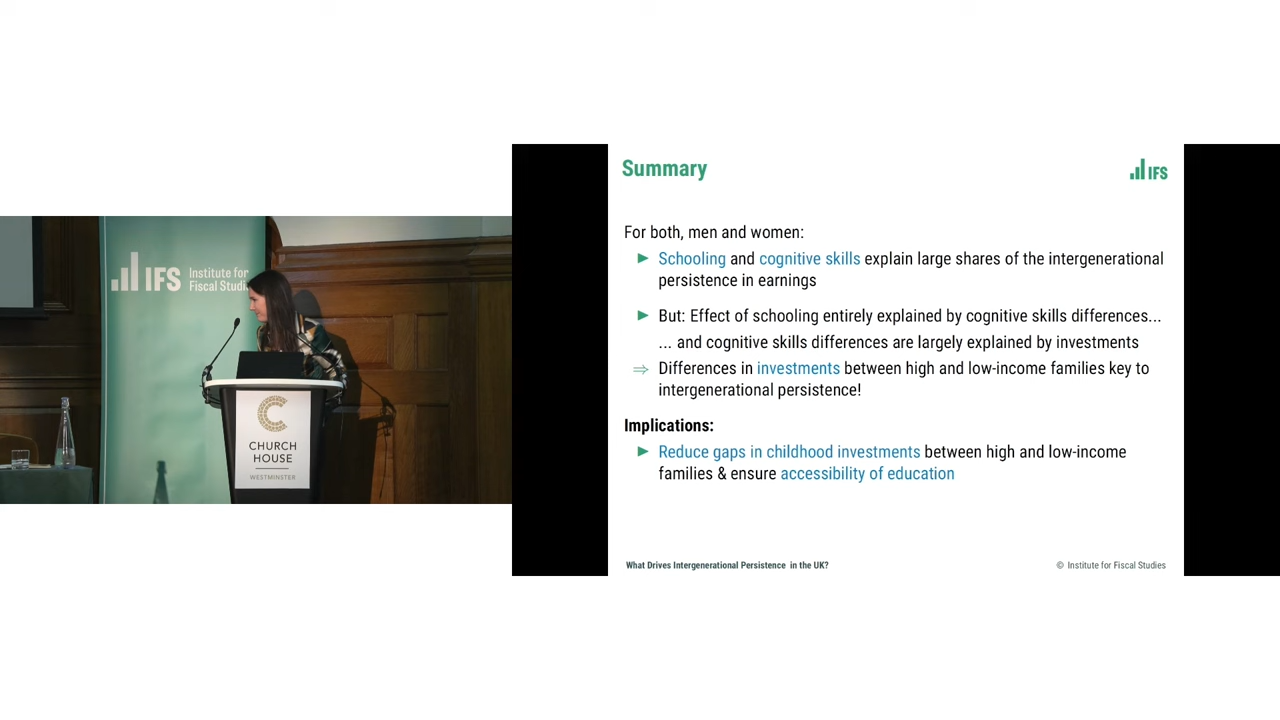 IFS
Institute for
Fiscal
CHURCH
HOUSE
WESTMINSTER
Summary
IFS
For both, men and women:
Schooling and cognitive skills explain large shares of the intergenerational
persistence in earnings
But: Effect of schooling entirely explained by cognitive skills differences...
... and cognitive skills differences are largely explained by investments
⇒ Differences in investments between high and low-income families key to
intergenerational persistence!
Implications:
Reduce gaps in childhood investments between high and low-income
families & ensure accessibility of education
What Drives Intergenerational Persistence in the UK?
© Institute for Fiscal Studies